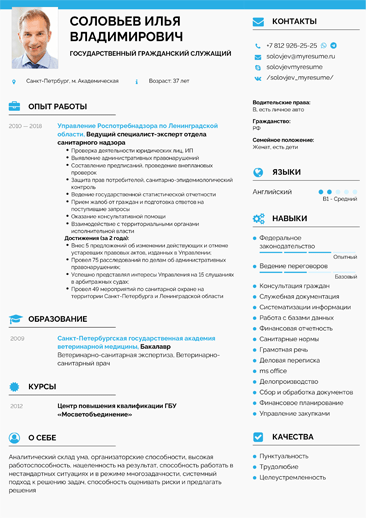 СОЛОВЬЕВ ИЛЬЯ
ВЛАДИМИРОВИЧ
ГОСУДАРСТВЕННЫЙ ГРАЖДАНСКИЙ СЛУЖАЩИЙ
Санкт-Петрбург, м. Академическая
Возраст: 37 лет
ОПЫТ РАБОТЫ
2010 — 2018
Управление Роспотребнадзора по Ленинградской
области, Ведущий специалист-эксперт отдела
санитарного надзора
• Проверка деятельности юридических лиц, ИП
• Выявление административных правонарушений
• Составление предписаний, проведение внеплановых
проверок
• Защита прав потребителей, санитарно-эпидемиологический
контроль
• Ведение государственной статистической отчетности
• Прием жалоб от граждан и подготовка ответов на
поступившие запросы
• Оказание консультативной помощи
• Взаимодействие с территориальными органами
исполнительной власти
Достижения (за 2 года):
• Внес 5 предложений об изменении действующих и отмене
устаревших правовых актов, изданных в Управлении;
• Провел 75 расследований по делам об административных
правонарушениях;
• Успешно представлял интересы Управления на 15 слушаниях
в арбитражных судах;
• Провел 49 мероприятий по санитарной охране на
территории Санкт-Петербурга и Ленинградской области
ОБРАЗОВАНИЕ
2009
Санкт-Петербургская государственная академия
ветеринарной медицины, Бакалавр
Ветеринарно-санитарная экспертиза, Ветеринарно-
санитарный врач
КУРСЫ
2012
Центр повышения квалификации ГБУ
«Мосветобъединение»
О СЕБЕ
Аналитический склад ума, организаторские способности, высокая
работоспособность, нацеленность на результат, способность работать в
нестандартных ситуациях и в режиме многозадачности, системный
подход к решению задач, способность оценивать риски и предлагать
решения
КОНТАКТЫ
+7 812 926-25-25
solovjev@myresume.ru
solovjevmyresume
/solovjev_myresume/
Водительские права:
B, есть личное авто
Гражданство:
РФ
Семейное положение:
Женат, есть дети
ЯЗЫКИ
Английский
B1 - Средний
НАВЫКИ
• Федеральное
законодательство
Опытный
• Ведение переговоров
Базовый
• Консультация граждан
• Служебная документация
• Систематизации информации
• Работа с базами данных
• Финансовая отчетность
• Санитарные нормы
• Грамотная речь
• Деловая переписка
• ms office
• Делопроизводство
• Сбор и обработка документов
• Финансовое планирование
• Управление закупками
КАЧЕСТВА
• Пунктуальность
• Трудолюбие
• Целеустремленность